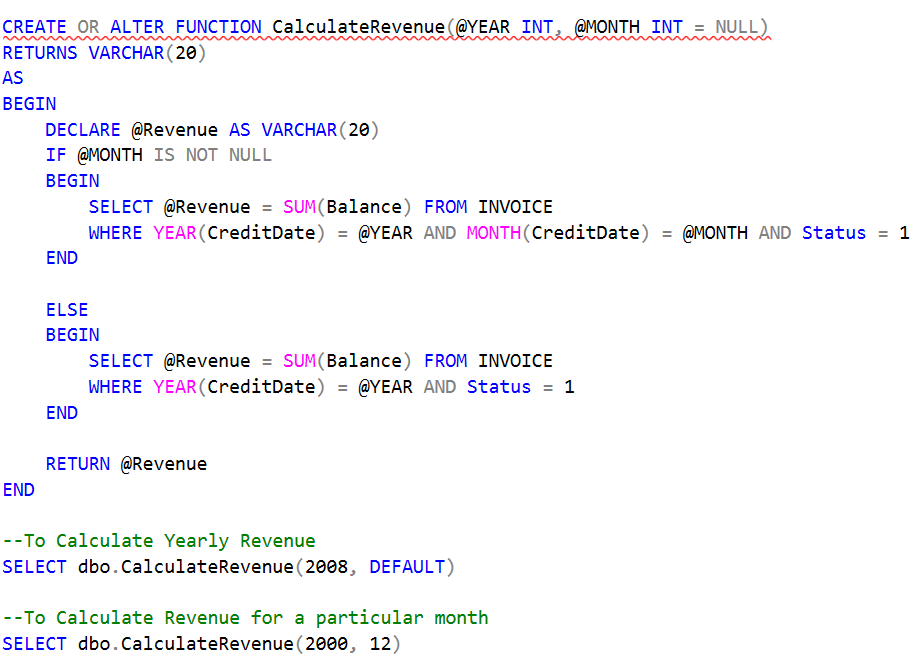 CREATE OR ALTER FUNCTION CalculateRevenue(@YEAR INT, @MONTH INT = NULL)
RETURNS VARCHAR(20)
AS
BEGIN
    DECLARE @Revenue AS VARCHAR(20)
    IF @MONTH IS NOT NULL
    BEGIN
        SELECT @Revenue = SUM(Balance) FROM INVOICE
        WHERE YEAR(CreditDate) = @YEAR AND MONTH(CreditDate) = @MONTH AND Status = 1
    END
    ELSE
    BEGIN
        SELECT @Revenue = SUM(Balance) FROM INVOICE
        WHERE YEAR(CreditDate) = @YEAR AND Status = 1
    END
    RETURN @Revenue
END
--To Calculate Yearly Revenue
SELECT dbo.CalculateRevenue(2008, DEFAULT)
--To Calculate Revenue for a particular month
SELECT dbo.CalculateRevenue(2000, 12)